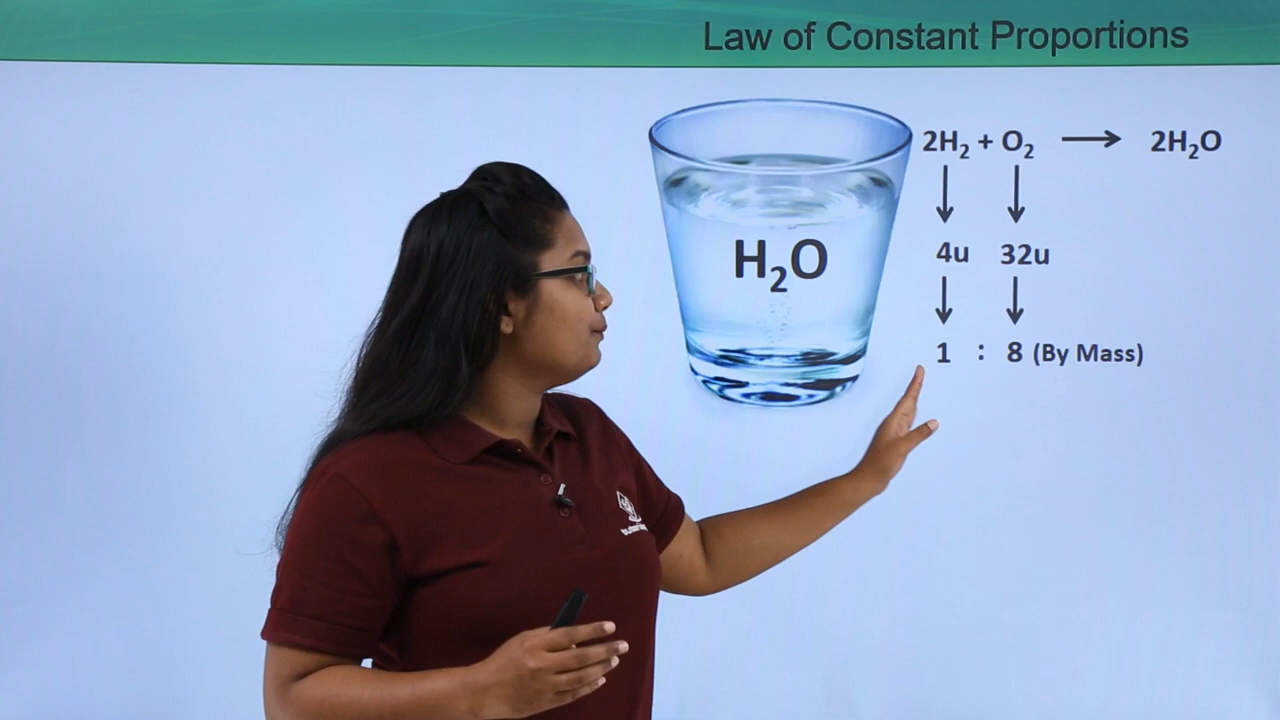 Law of Constant Proportions
2H₂ + O₂ → 2H₂O
H₂O
4u 32u
1 : 8 (By Mass)